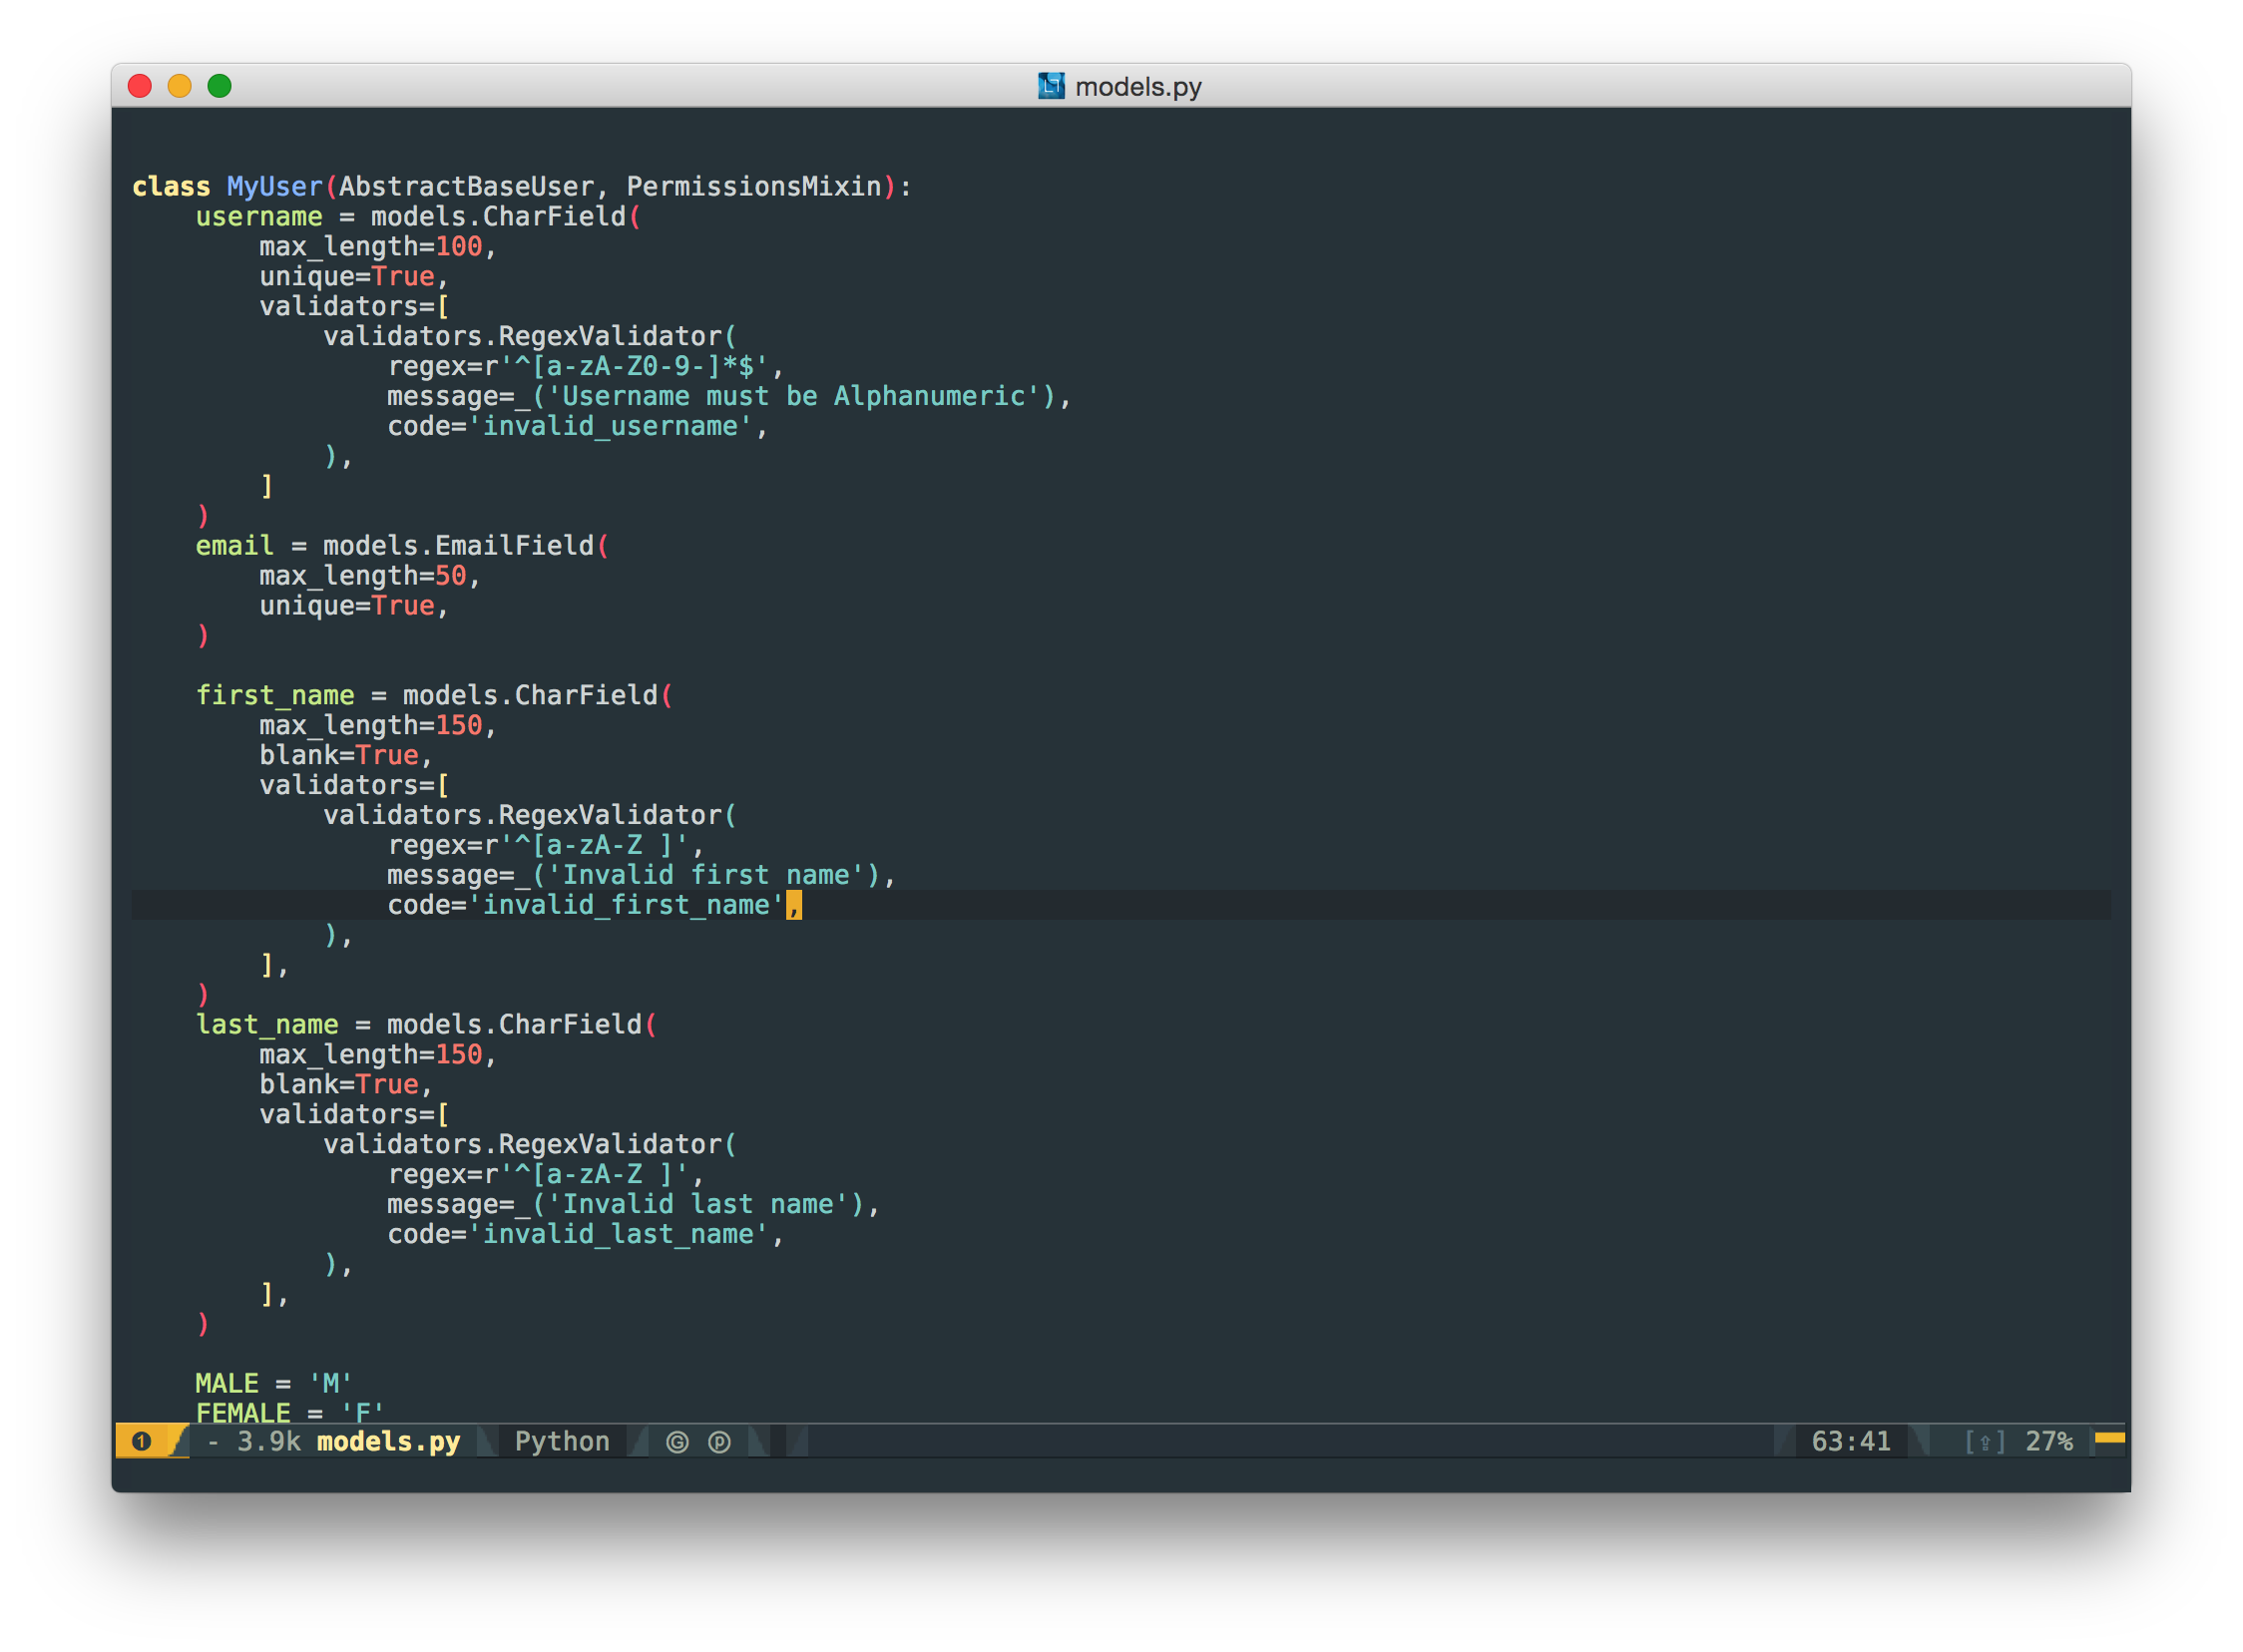 models.py
class MyUser(AbstractBaseUser, PermissionsMixin):
    username = models.CharField(
        max_length=100,
        unique=True,
        validators=[
            validators.RegexValidator(
                regex=r'^[a-zA-Z0-9-]*$',
                message=_('Username must be Alphanumeric'),
                code='invalid_username',
            ),
        ]
    )
    email = models.EmailField(
        max_length=50,
        unique=True,
    )
    first_name = models.CharField(
        max_length=150,
        blank=True,
        validators=[
            validators.RegexValidator(
                regex=r'^[a-zA-Z ]',
                message=_('Invalid first name'),
                code='invalid_first_name',
            ),
        ],
    )
    last_name = models.CharField(
        max_length=150,
        blank=True,
        validators=[
            validators.RegexValidator(
                regex=r'^[a-zA-Z ]',
                message=_('Invalid last name'),
                code='invalid_last_name',
            ),
        ],
    )
    MALE = 'M'
    FEMALE = 'F'
❶ - 3.9k models.py Python Ⓖ ⓟ 63:41 [⇪] 27%